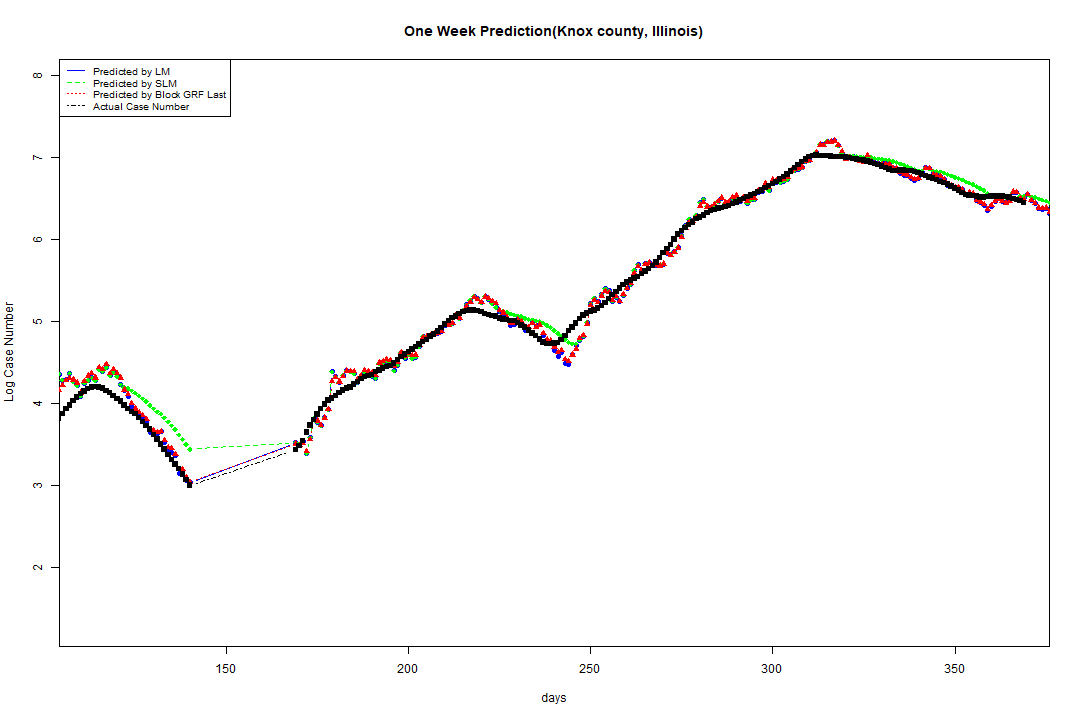 One Week Prediction(Knox county, Illinois)
Predicted by LM
Predicted by SLM
Predicted by Block GRF Last
Actual Case Number
8
7
6
5
4
3
2
Log Case Number
150 200 250 300 350
days